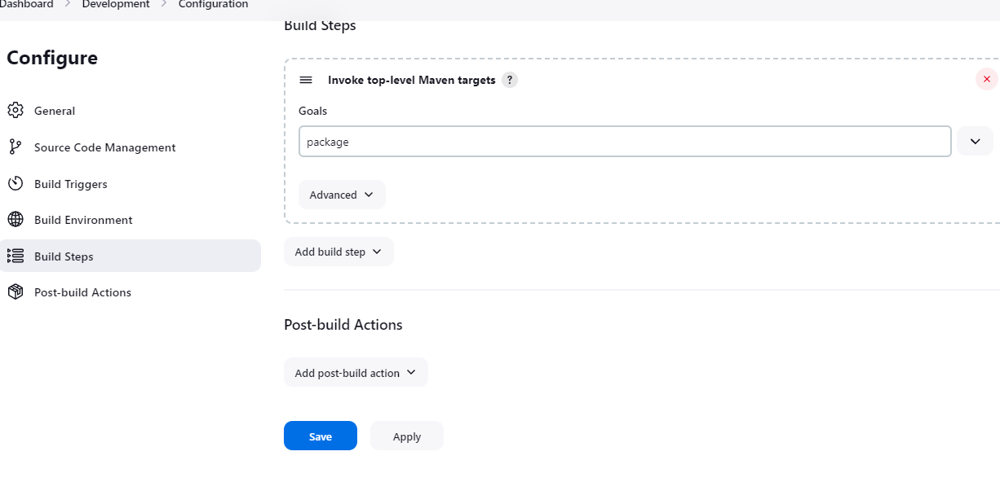 Dashboard > Development > Configuration
Build Steps
Configure
General
Source Code Management
Build Triggers
Build Environment
Build Steps
Post-build Actions
Invoke top-level Maven targets ?
Goals
package
Advanced
Add build step
Post-build Actions
Add post-build action
Save Apply